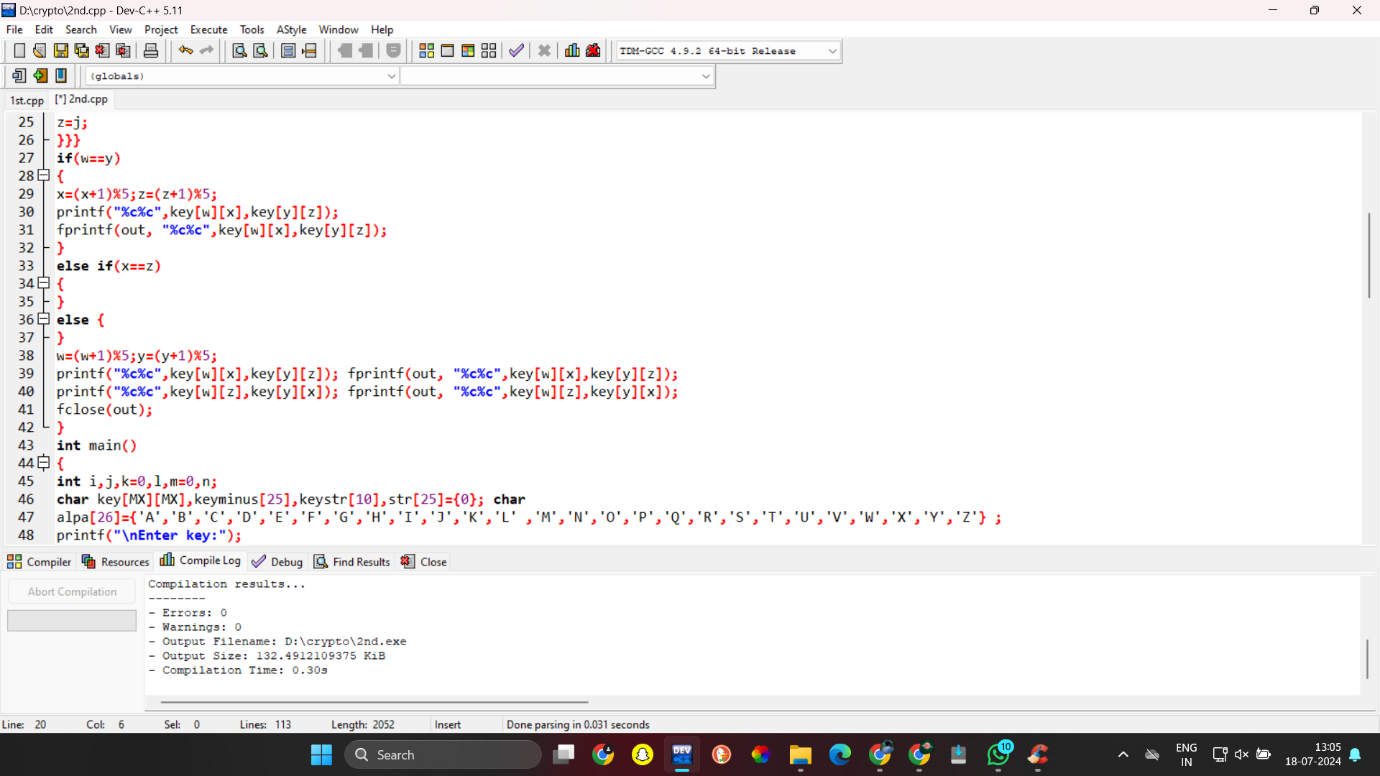 D:\crypto\2nd.cpp - Dev-C++ 5.11
File Edit Search View Project Execute Tools AStyle Window Help
TDM-GCC 4.9.2 64-bit Release
(globals)
1st.cpp [*] 2nd.cpp
25 z=j;
26 }}}
27 if(w==y)
28 {
29 x=(x+1)%5;z=(z+1)%5;
30 printf("%c%c",key[w][x],key[y][z]);
31 fprintf(out, "%c%c",key[w][x],key[y][z]);
32 }
33 else if(x==z)
34 {
35 }
36 else {
37 }
38 w=(w+1)%5;y=(y+1)%5;
39 printf("%c%c",key[w][x],key[y][z]); fprintf(out, "%c%c",key[w][x],key[y][z]);
40 printf("%c%c",key[w][z],key[y][x]); fprintf(out, "%c%c",key[w][z],key[y][x]);
41 fclose(out);
42 }
43 int main()
44 {
45 int i,j,k=0,l,m=0,n;
46 char key[MX][MX],keyminus[25],keystr[10],str[25]={0}; char
47 alpa[26]={'A','B','C','D','E','F','G','H','I','J','K','L' ,'M','N','O','P','Q','R','S','T','U','V','W','X','Y','Z'} ;
48 printf("\nEnter key:");
Compiler Resources Compile Log Debug Find Results Close
Abort Compilation
Compilation results...
--------
- Errors: 0
- Warnings: 0
- Output Filename: D:\crypto\2nd.exe
- Output Size: 132.4912109375 KiB
- Compilation Time: 0.30s
Line: 20 Col: 6 Sel: 0 Lines: 113 Length: 2052 Insert Done parsing in 0.031 seconds
Search
DEV
C++
10
ENG
IN
13:05
18-07-2024